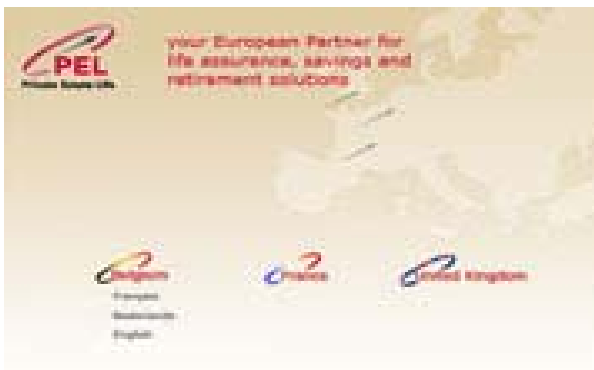 PEL
Private Estate Life
your European Partner for
life assurance, savings and
retirement solutions
Belgium
France
United Kingdom
Français
Nederlands
English